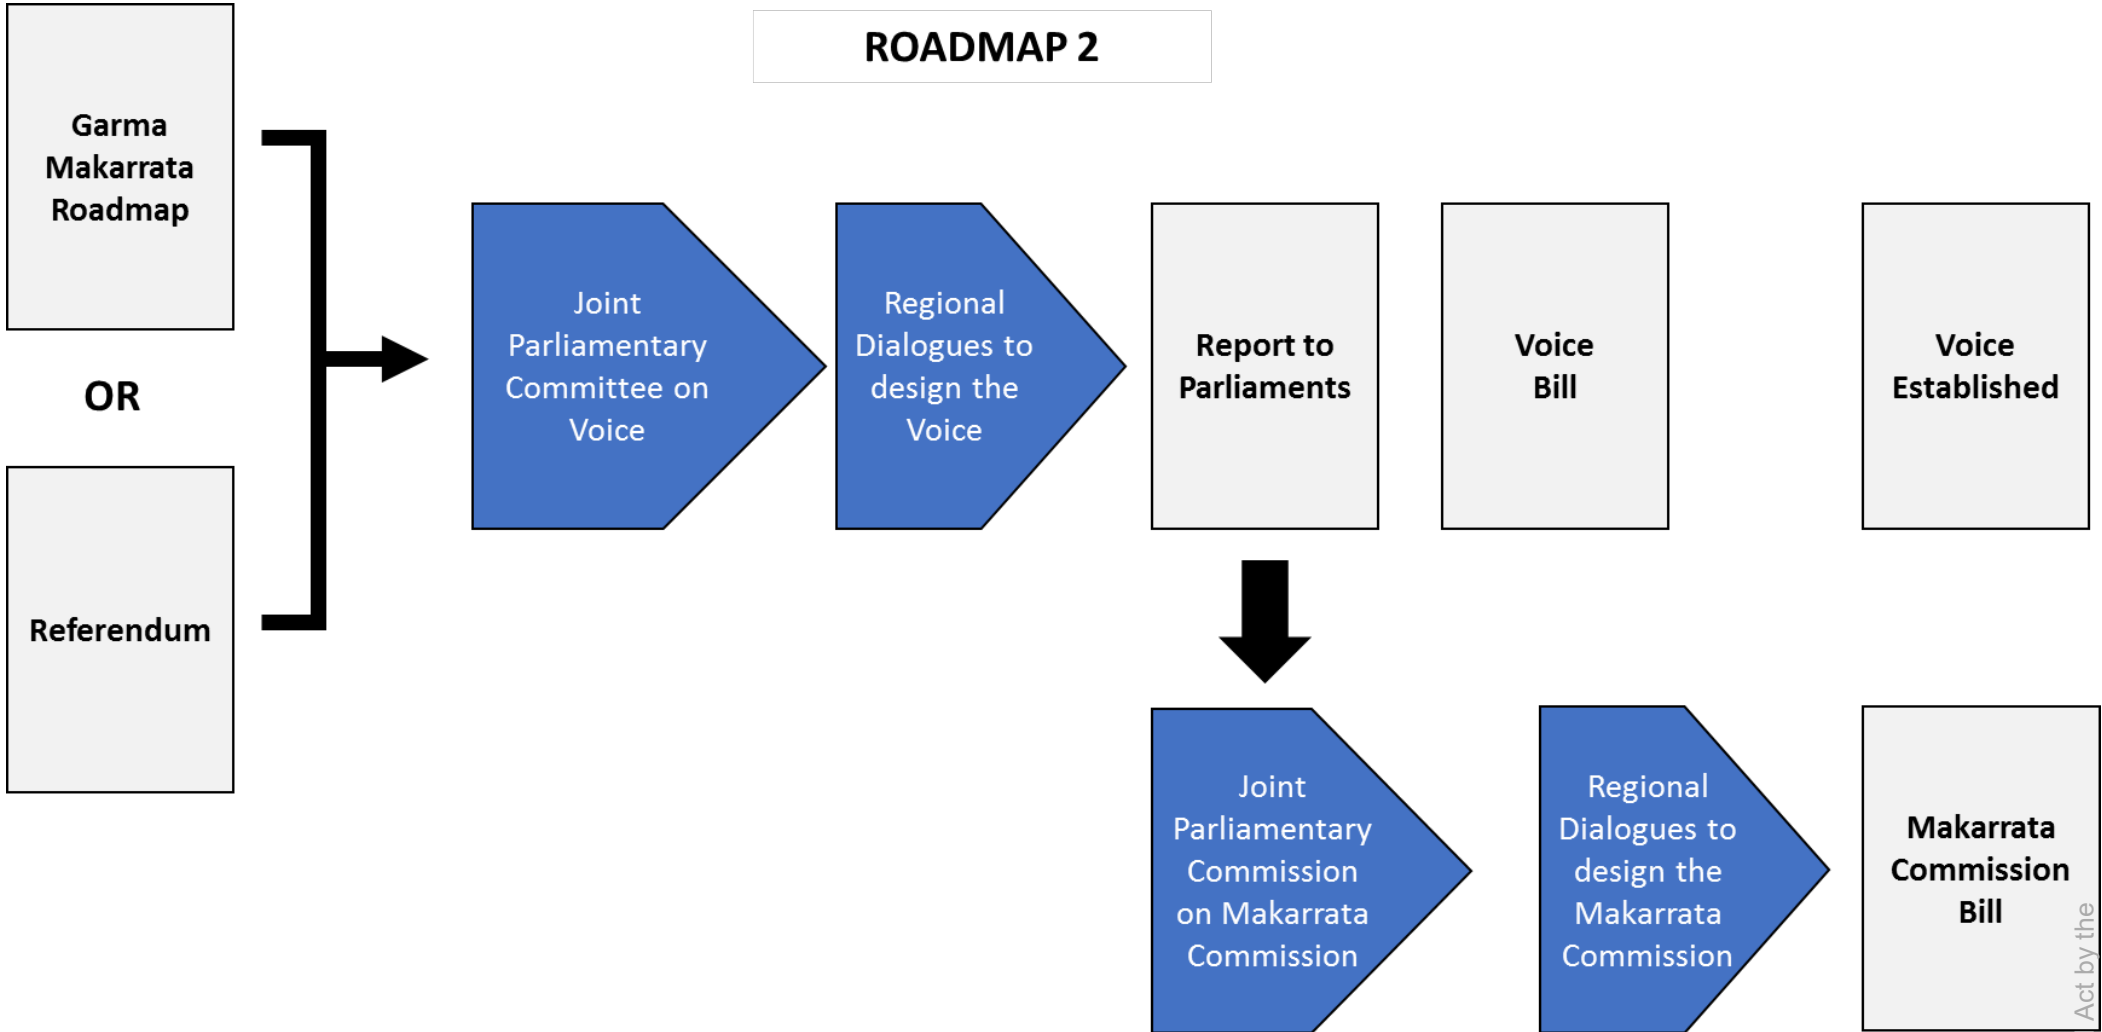 ROADMAP 2
Garma
Makarrata
Roadmap
OR
Referendum
Joint
Parliamentary
Committee on
Voice
Regional
Dialogues to
design the
Voice
Report to
Parliaments
Voice
Bill
Voice
Established
Joint
Parliamentary
Commission
on Makarrata
Commission
Regional
Dialogues to
design the
Makarrata
Commission
Makarrata
Commission
Bill
Act by the